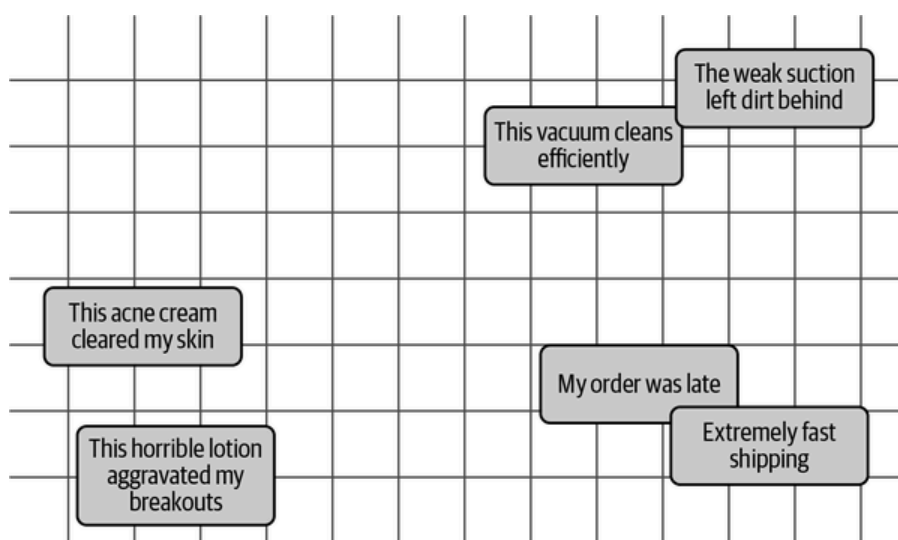 The weak suction
left dirt behind
This vacuum cleans
efficiently
This acne cream
cleared my skin
My order was late
Extremely fast
shipping
This horrible lotion
aggravated my
breakouts